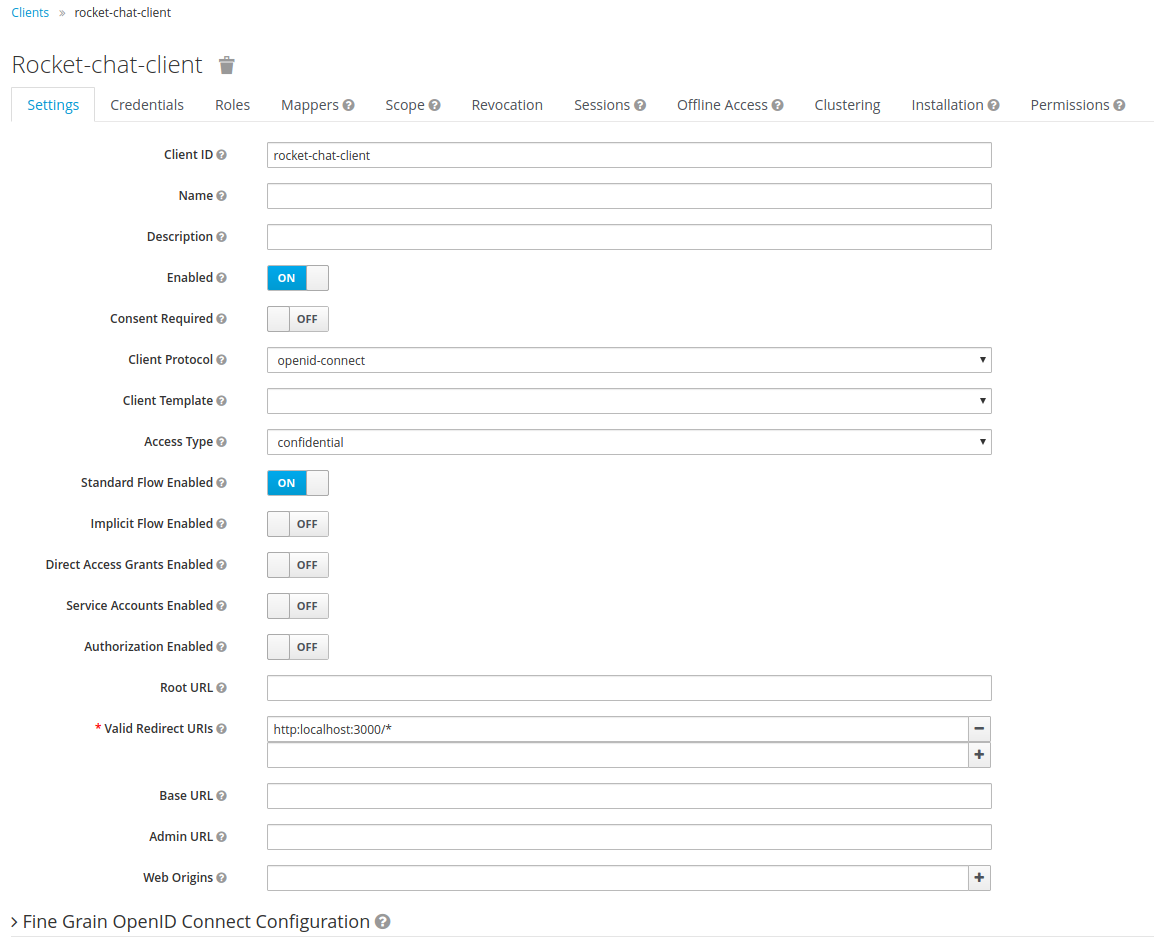 Clients » rocket-chat-client
Rocket-chat-client
Settings Credentials Roles Mappers Scope Revocation Sessions Offline Access Clustering Installation Permissions
Client ID rocket-chat-client
Name
Description
Enabled ON
Consent Required OFF
Client Protocol openid-connect
Client Template
Access Type confidential
Standard Flow Enabled ON
Implicit Flow Enabled OFF
Direct Access Grants Enabled OFF
Service Accounts Enabled OFF
Authorization Enabled OFF
Root URL
* Valid Redirect URIs http:localhost:3000/*
Base URL
Admin URL
Web Origins
Fine Grain OpenID Connect Configuration